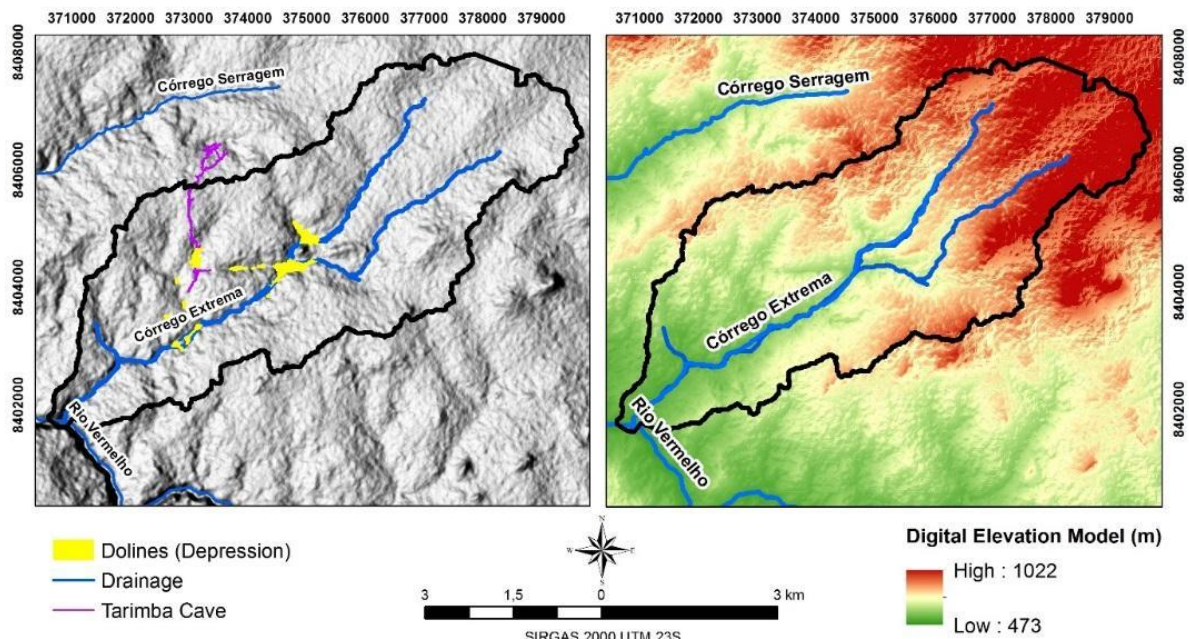 371000 372000 373000 374000 375000 376000 377000 378000 379000
371000 372000 373000 374000 375000 376000 377000 378000 379000
8408000
8406000
8404000
8402000
Córrego Serragem
Córrego Extrema
Rio Vermelho
Córrego Serragem
Córrego Extrema
Rio Vermelho
8408000
8406000
8404000
8402000
Dolines (Depression)
Drainage
Tarimba Cave
N
W E
S
3 1,5 0 3 km
SIRGAS 2000 UTM 23S
Digital Elevation Model (m)
High : 1022
Low : 473